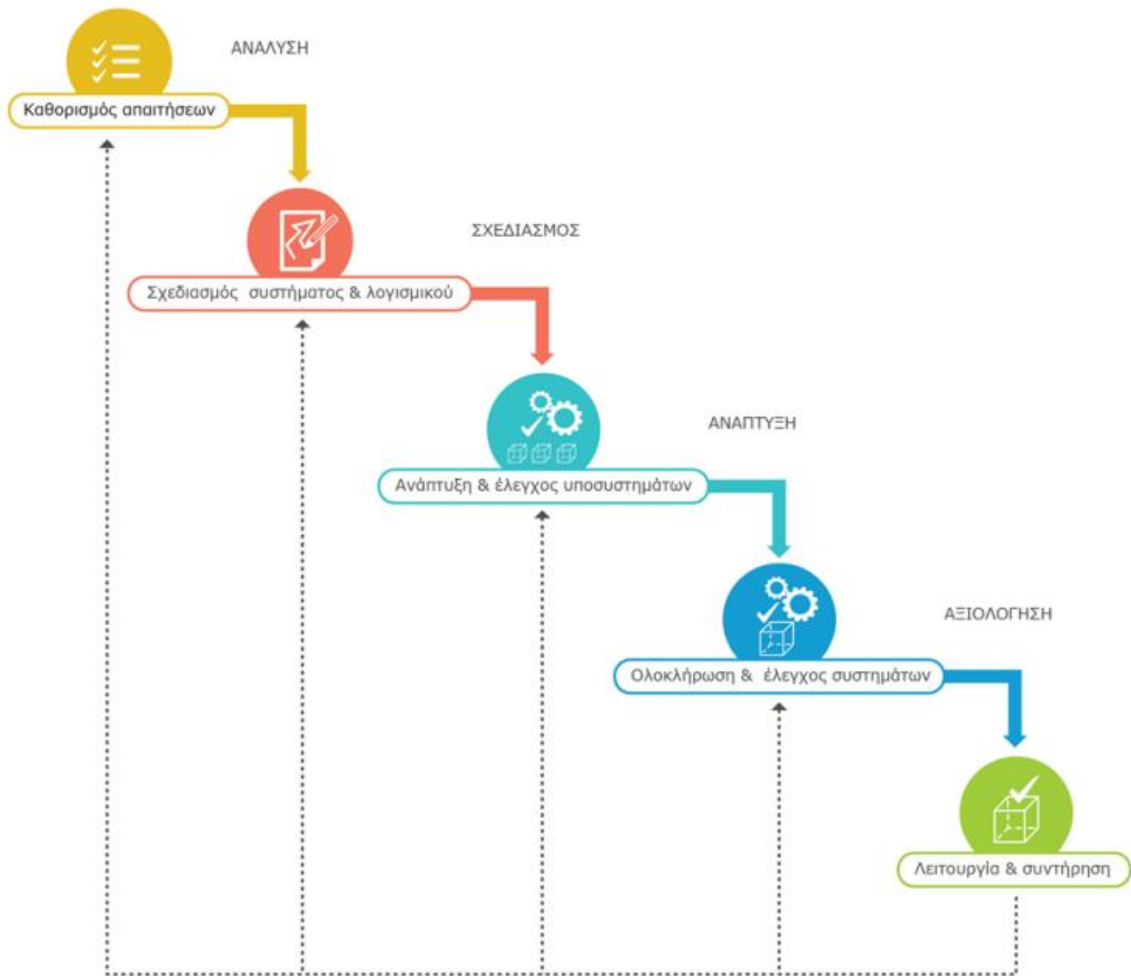 ΑΝΑΛΥΣΗ
Καθορισμός απαιτήσεων
ΣΧΕΔΙΑΣΜΟΣ
Σχεδιασμός συστήματος & λογισμικού
ΑΝΑΠΤΥΞΗ
Ανάπτυξη & έλεγχος υποσυστημάτων
ΑΞΙΟΛΟΓΗΣΗ
Ολοκλήρωση & έλεγχος συστημάτων
Λειτουργία & συντήρηση